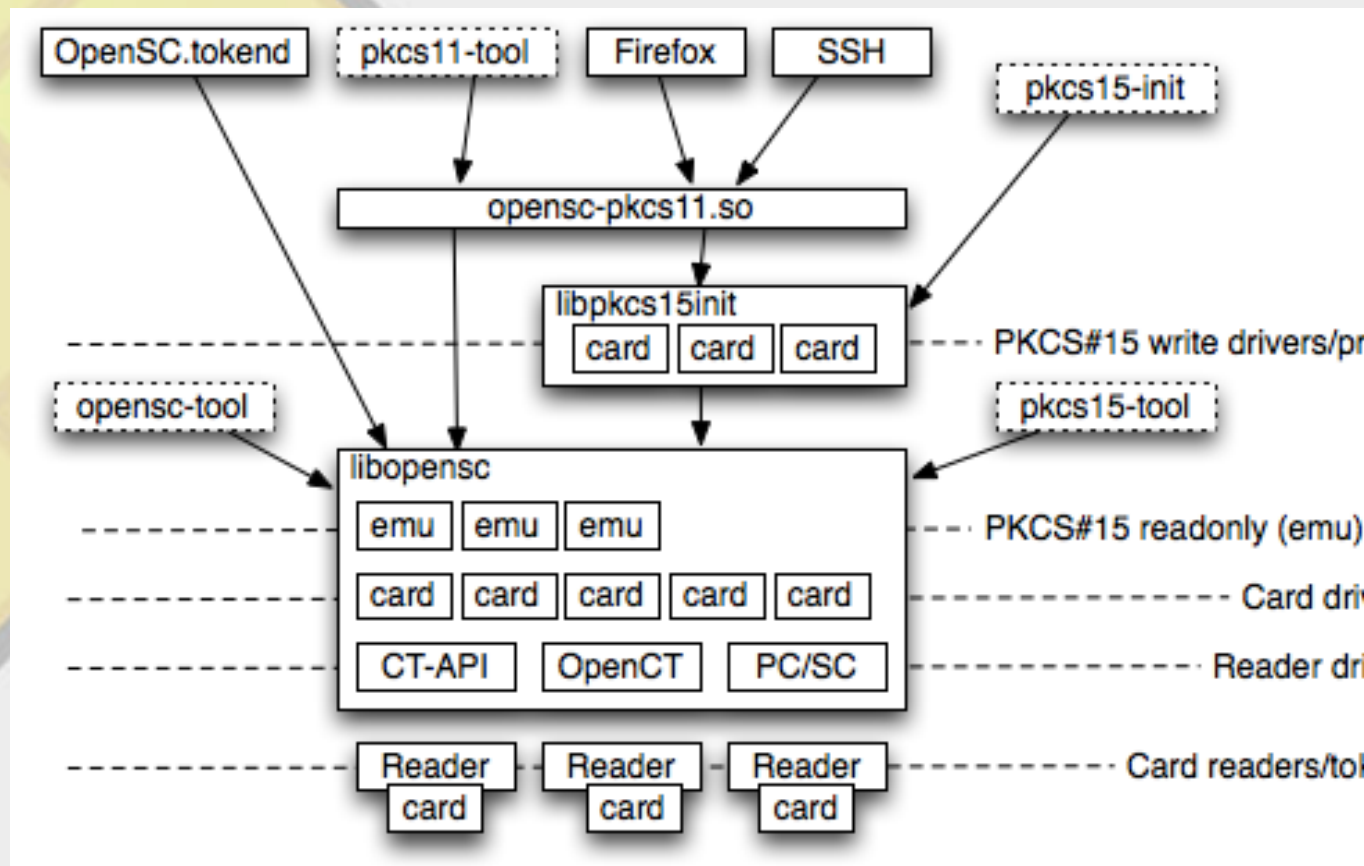 OpenSC.tokend
pkcs11-tool
Firefox
SSH
pkcs15-init
opensc-pkcs11.so
libpkcs15init
card card card
PKCS#15 write drivers/pr
opensc-tool
pkcs15-tool
libopensc
emu emu emu
PKCS#15 readonly (emu)
card card card card card
Card driv
CT-API OpenCT PC/SC
Reader dri
Reader Reader Reader
Card readers/tok
card card card